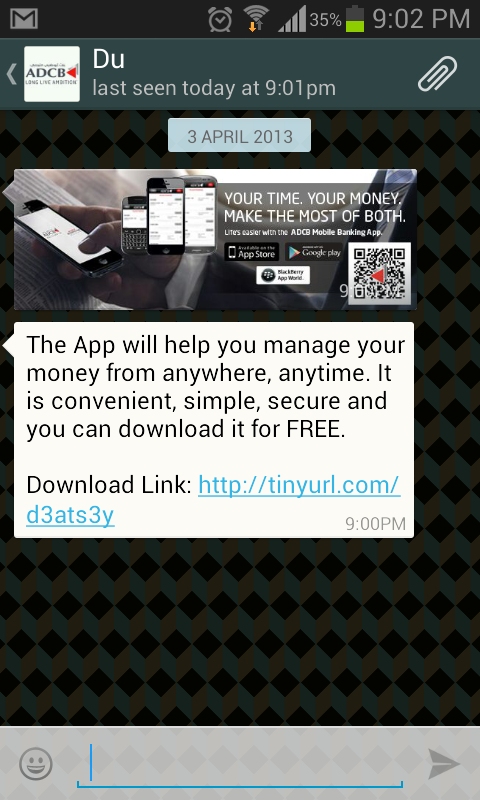 35% 9:02 PM
ADCB
LONG LIVE AMBITION
Du
last seen today at 9:01pm
3 APRIL 2013
YOUR TIME. YOUR MONEY.
MAKE THE MOST OF BOTH.
Life's easier with the ADCB Mobile Banking App.
Available on the
App Store
Google play
BlackBerry
App World
9:00PM
The App will help you manage your
money from anywhere, anytime. It
is convenient, simple, secure and
you can download it for FREE.
Download Link: http://tinyurl.com/
d3ats3y
9:00PM